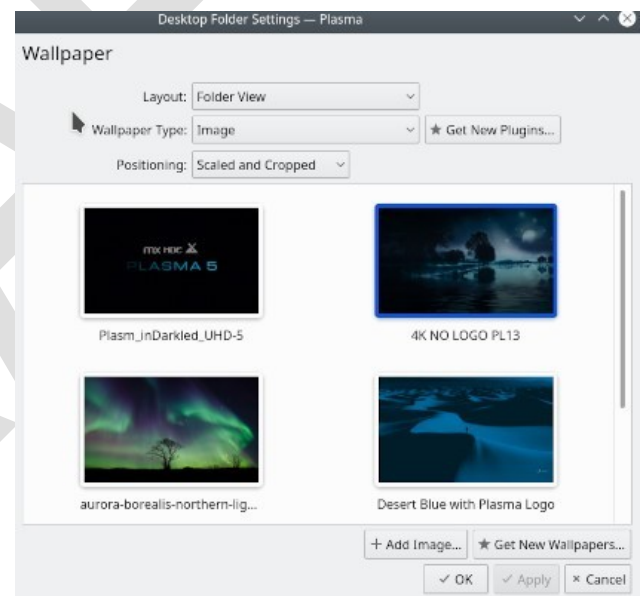 Desktop Folder Settings — Plasma
Wallpaper
Layout: Folder View
Wallpaper Type: Image ★ Get New Plugins...
Positioning: Scaled and Cropped
PLASMA 5
Plasm_inDarkled_UHD-5 4K NO LOGO PL13
aurora-borealis-northern-lig... Desert Blue with Plasma Logo
+ Add Image... ★ Get New Wallpapers...
✓ OK ✓ Apply × Cancel